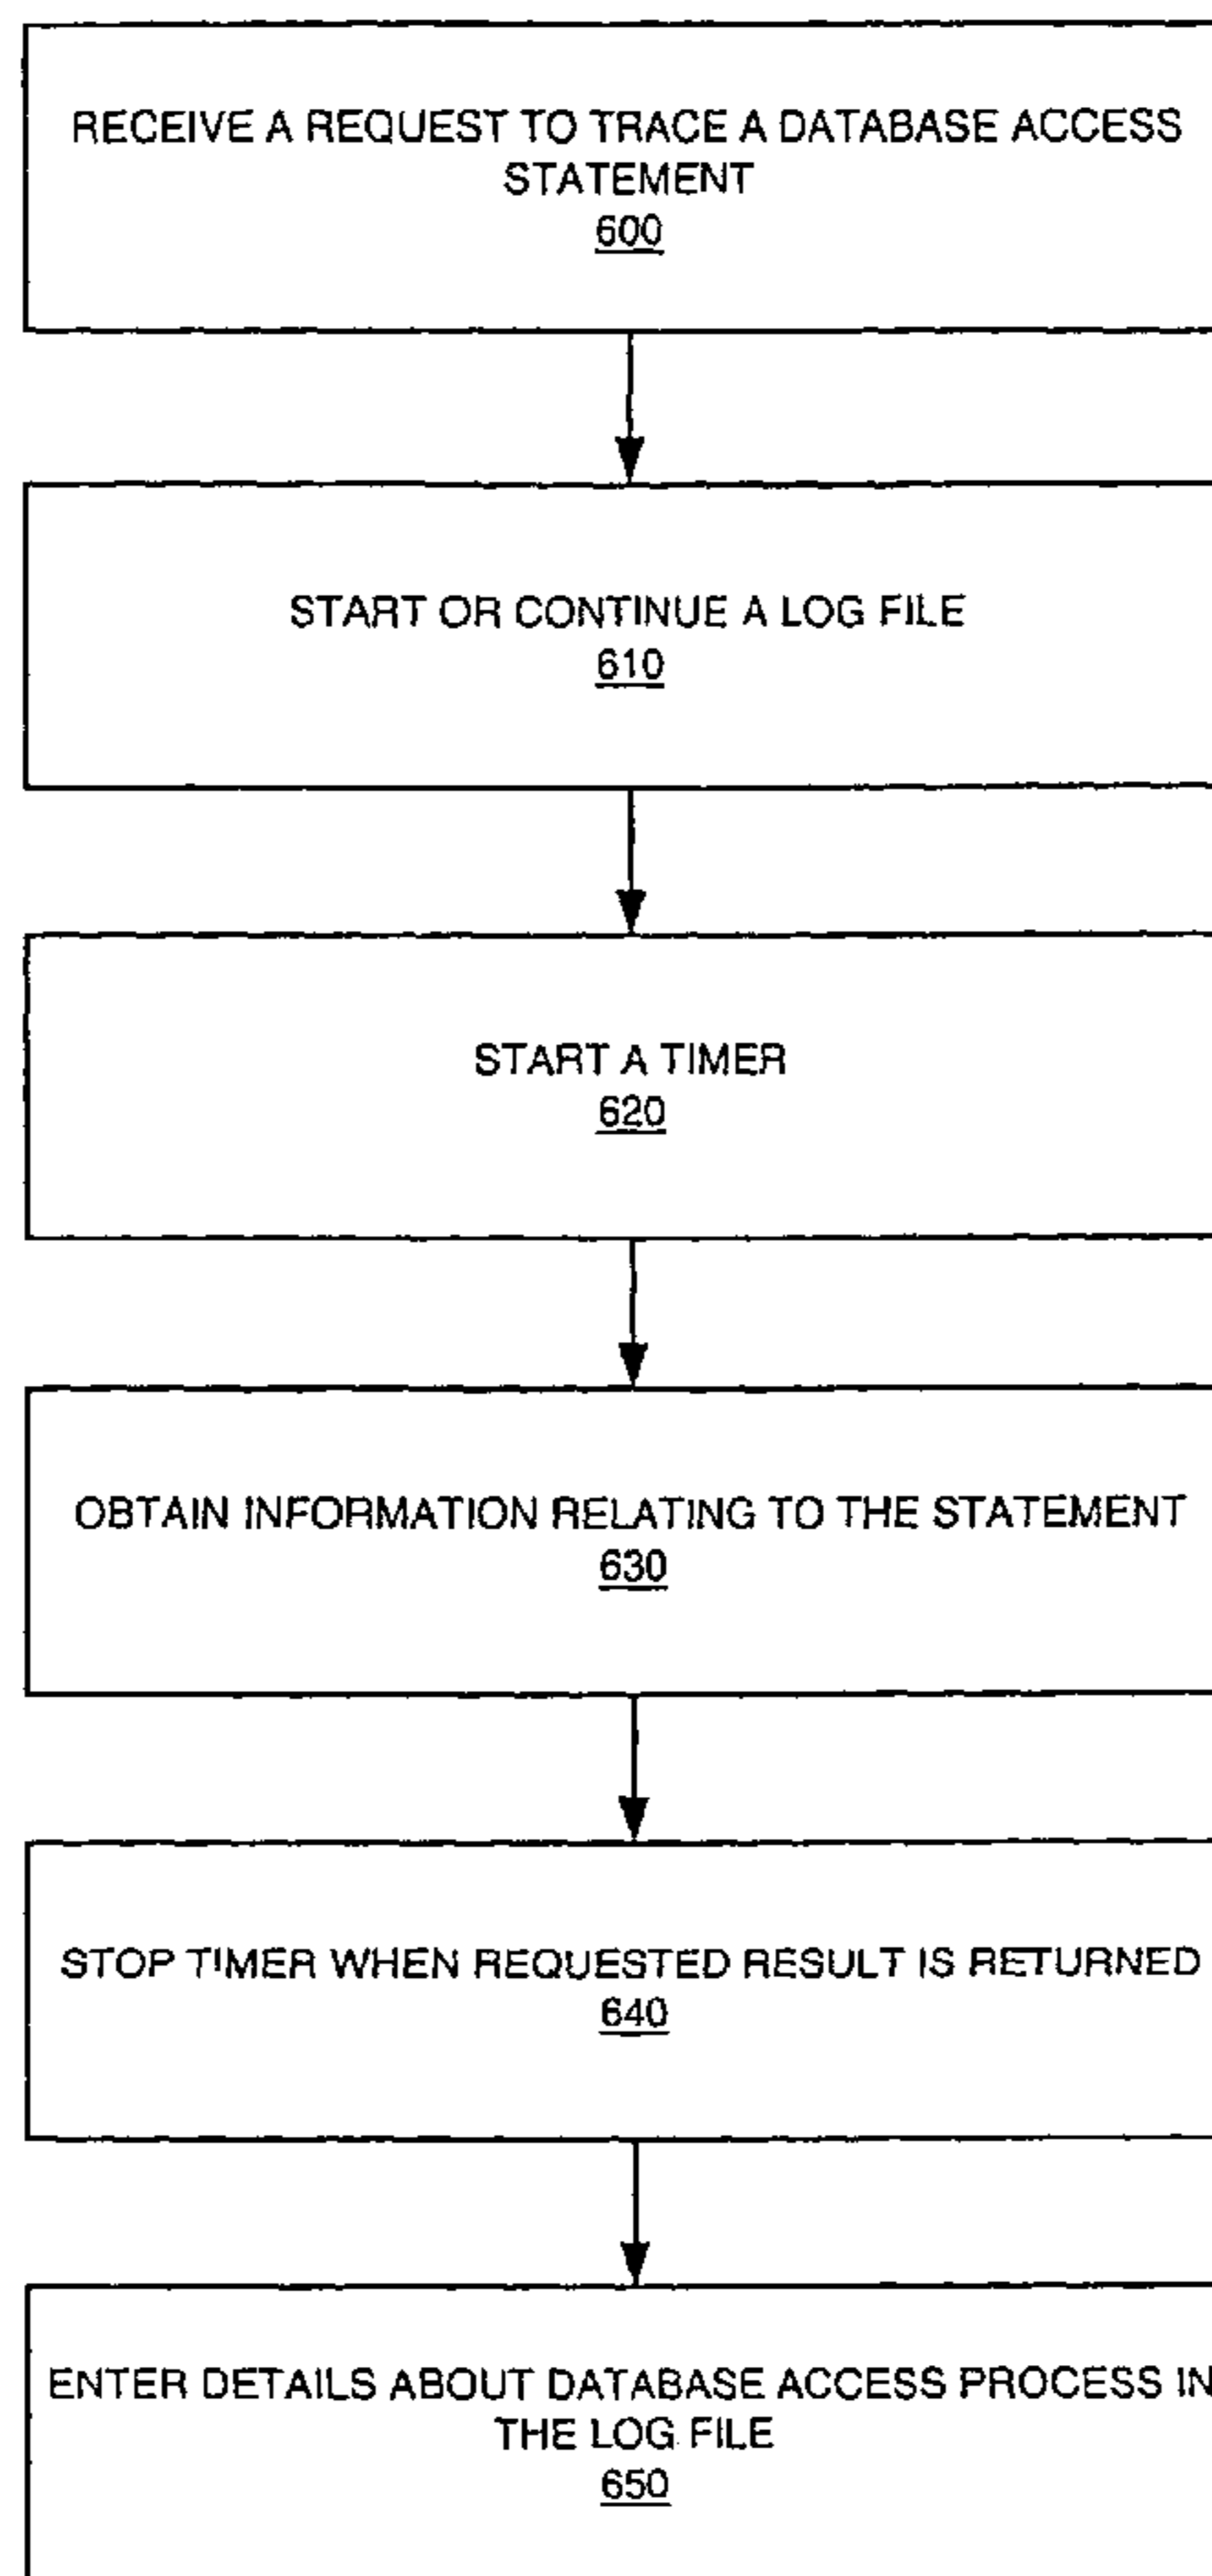 RECEIVE A REQUEST TO TRACE A DATABASE ACCESS
STATEMENT
600
START OR CONTINUE A LOG FILE
610
START A TIMER
620
OBTAIN INFORMATION RELATING TO THE STATEMENT
630
STOP TIMER WHEN REQUESTED RESULT IS RETURNED
640
ENTER DETAILS ABOUT DATABASE ACCESS PROCESS IN
THE LOG FILE
650